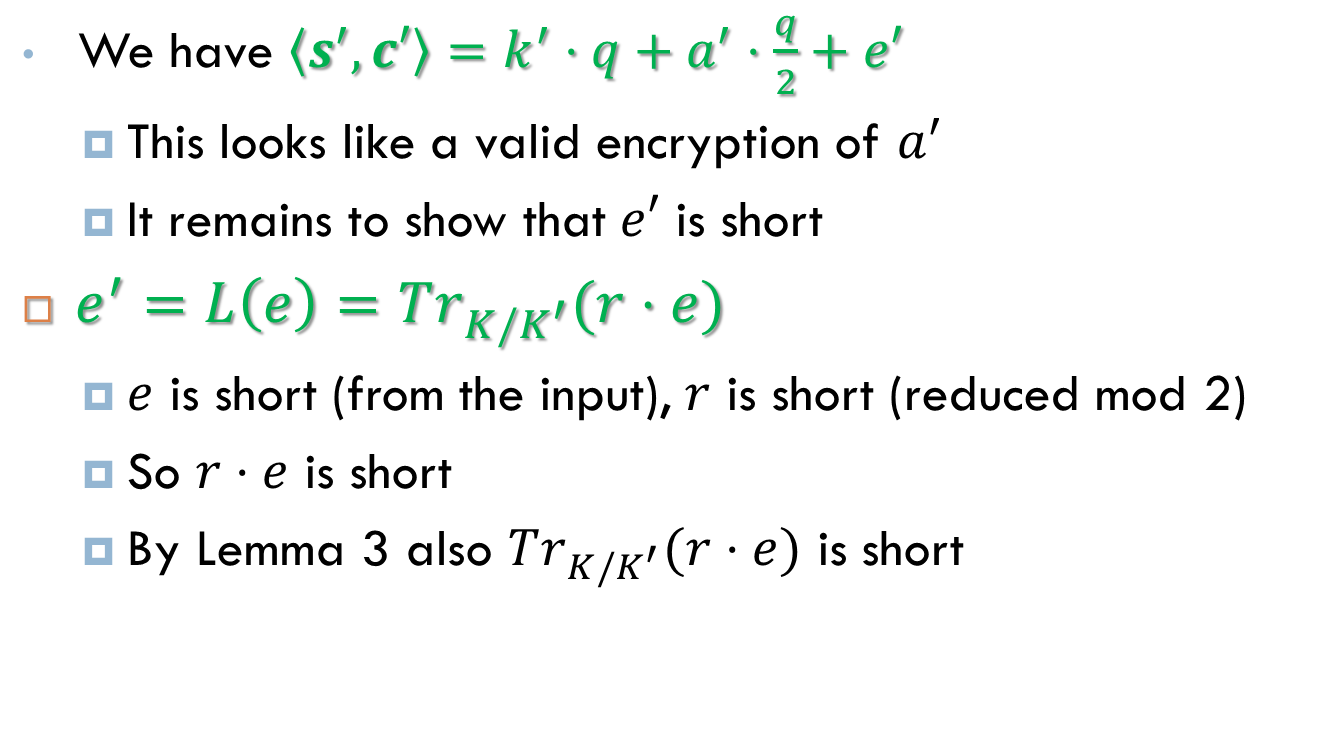 • We have ⟨𝒔′, 𝒄′⟩ = k′ · q + a′ · q/2 + e′
This looks like a valid encryption of a′
It remains to show that e′ is short
e′ = L(e) = Tr_{K/K′}(r · e)
e is short (from the input), r is short (reduced mod 2)
So r · e is short
By Lemma 3 also Tr_{K/K′}(r · e) is short